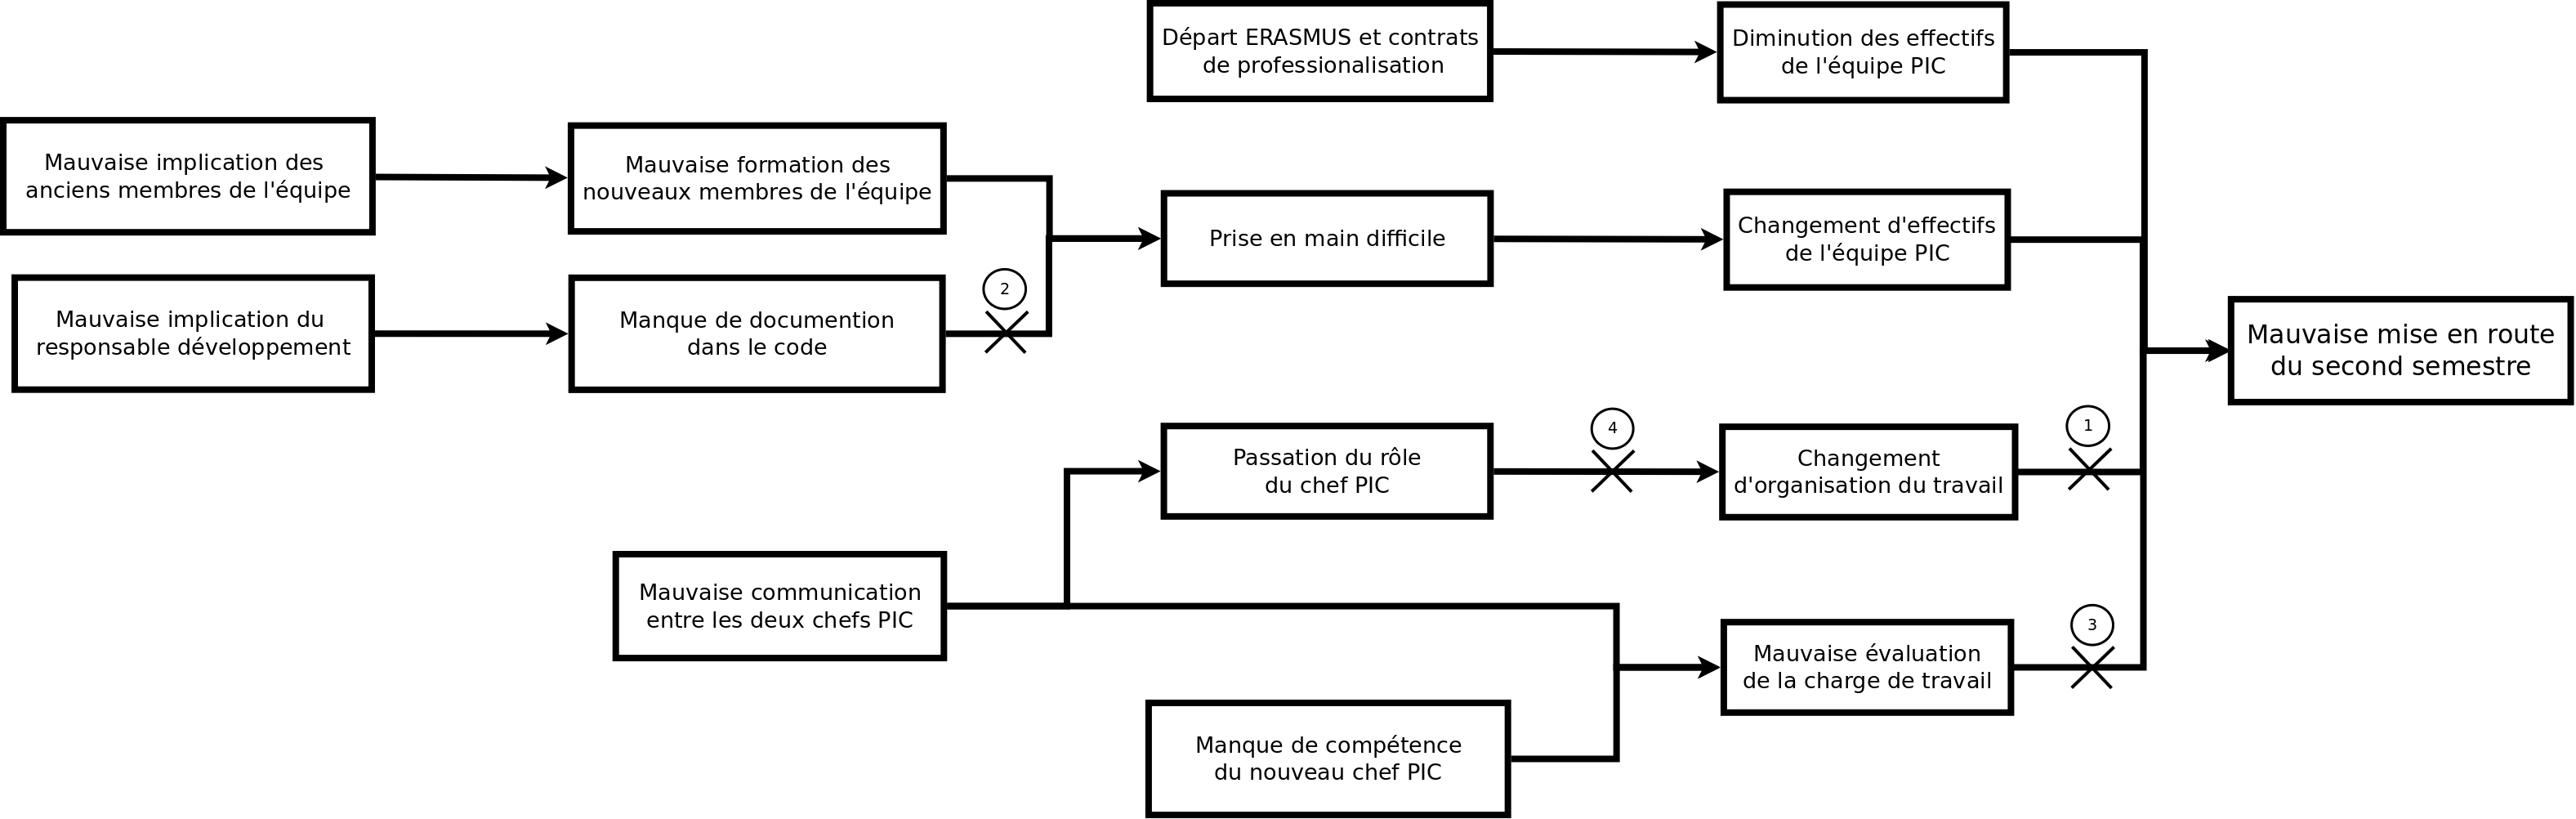 Départ ERASMUS et contrats
de professionalisation
Diminution des effectifs
de l'équipe PIC
Mauvaise implication des
anciens membres de l'équipe
Mauvaise formation des
nouveaux membres de l'équipe
Prise en main difficile
Changement d'effectifs
de l'équipe PIC
Mauvaise implication du
responsable développement
Manque de documention
dans le code
2
Mauvaise mise en route
du second semestre
Passation du rôle
du chef PIC
4
Changement
d'organisation du travail
1
Mauvaise communication
entre les deux chefs PIC
Mauvaise évaluation
de la charge de travail
3
Manque de compétence
du nouveau chef PIC